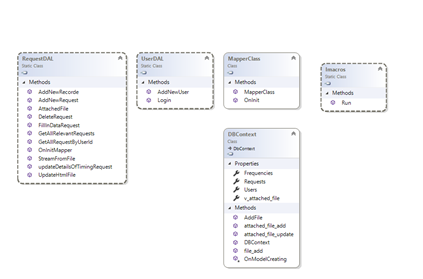 RequestDAL
Static Class
Methods
AddNewRecorde
AddNewRequest
AttachedFile
DeleteRequest
FillInDataRequest
GetAllRelevantRequests
GetAllRequestByUserId
OnInitMapper
StreamFromFile
updateDetailsOfTimingRequest
UpdateHtmlFile
UserDAL
Static Class
Methods
AddNewUser
Login
MapperClass
Class
Methods
MapperClass
OnInit
Imacros
Static Class
Methods
Run
DBContext
Class
DbContext
Properties
Frequencies
Requests
Users
v_attached_file
Methods
AddFile
attached_file_add
attached_file_update
DBContext
file_add
OnModelCreating